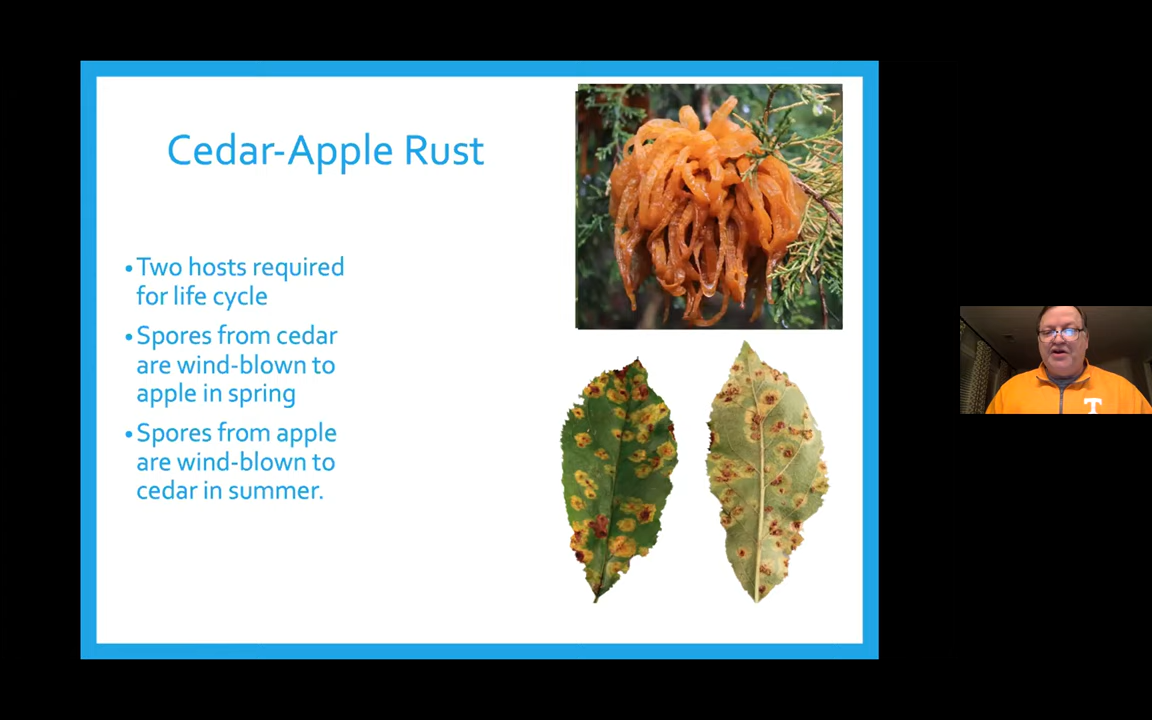 Cedar-Apple Rust
•Two hosts required
for life cycle
•Spores from cedar
are wind-blown to
apple in spring
•Spores from apple
are wind-blown to
cedar in summer.
T